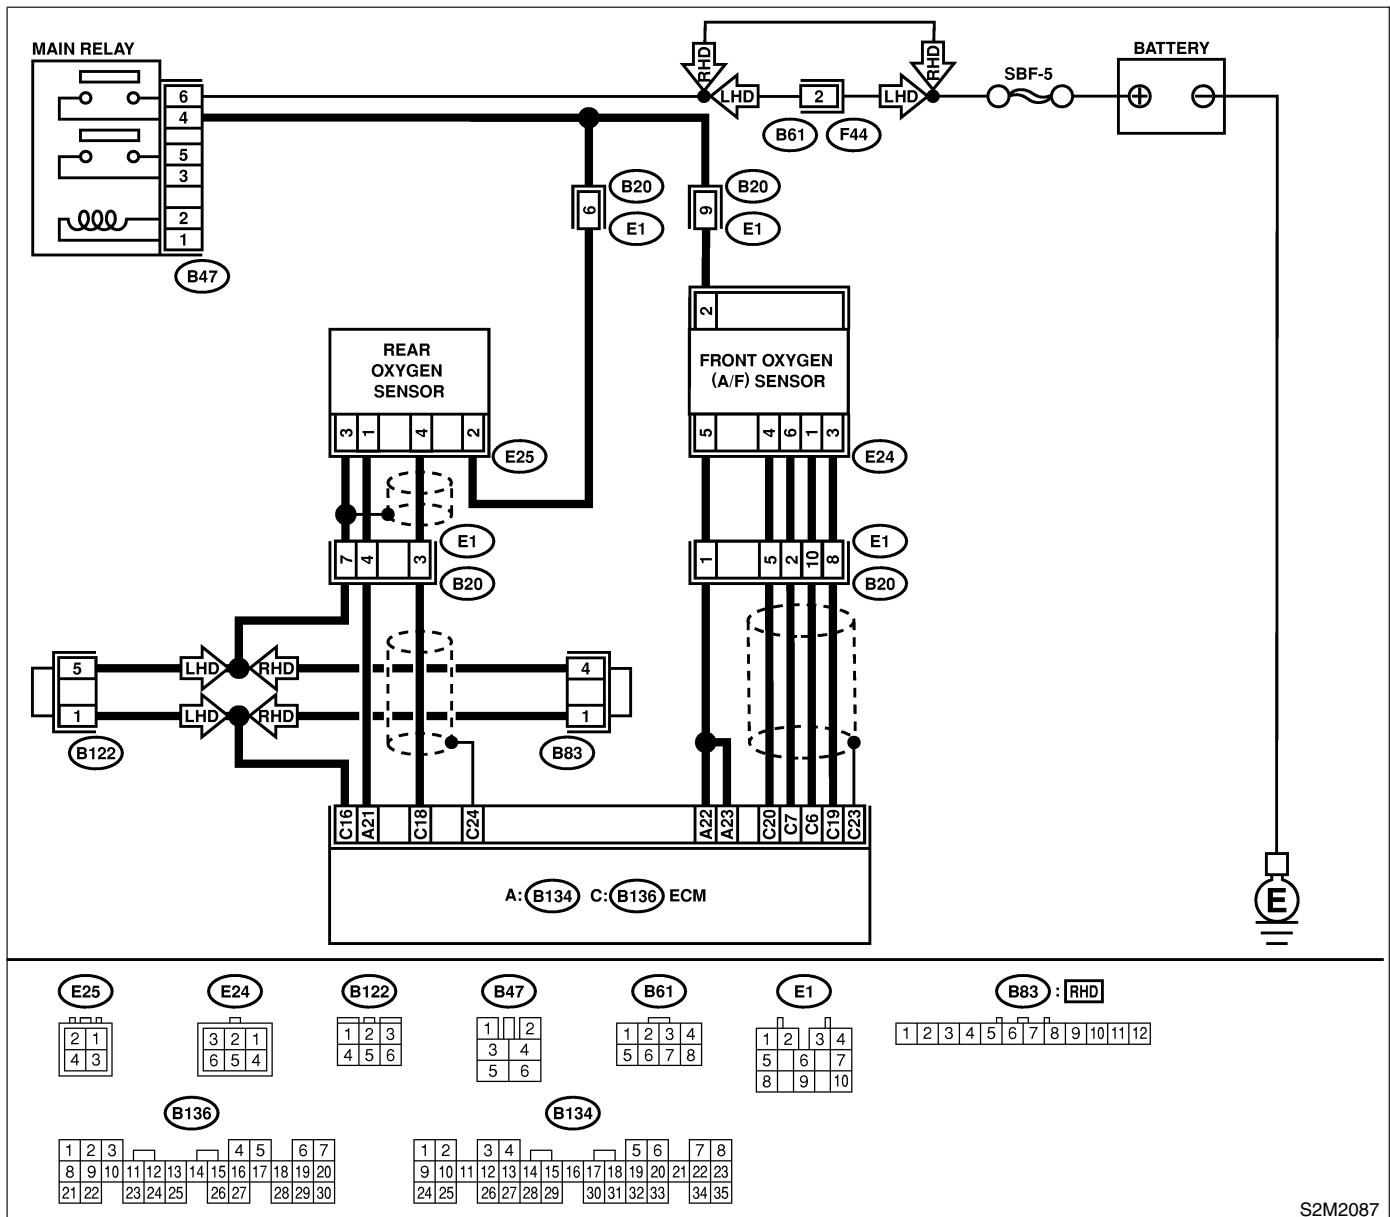 MAIN RELAY
BATTERY
SBF-5
RHD RHD
6 LHD 2 LHD + −
4
B61 F44
5
3
B20 B20
6 9
E1 E1
2
1
B47
2
REAR OXYGEN SENSOR
FRONT OXYGEN (A/F) SENSOR
3 1 4 2
5 4 6 1 3
E25 E24
E1 E1
7 4 3
1 5 2 10 8
B20 B20
5 LHD RHD 4
1 LHD RHD 1
B122 B83
C16 A21 C18 C24 A22 A23 C20 C7 C6 C19 C23
A: B134 C: B136 ECM
E
E25 E24 B122 B47 B61 E1 B83 : RHD
2 1
4 3
3 2 1
6 5 4
1 2 3
4 5 6
1 2
3 4
5 6
1 2 3 4
5 6 7 8
1 2 3 4
5 6 7
8 9 10
1 2 3 4 5 6 7 8 9 10 11 12
B136 B134
1 2 3 4 5 6 7
8 9 10 11 12 13 14 15 16 17 18 19 20
21 22 23 24 25 26 27 28 29 30
1 2 3 4 5 6 7 8
9 10 11 12 13 14 15 16 17 18 19 20 21 22 23
24 25 26 27 28 29 30 31 32 33 34 35
S2M2087